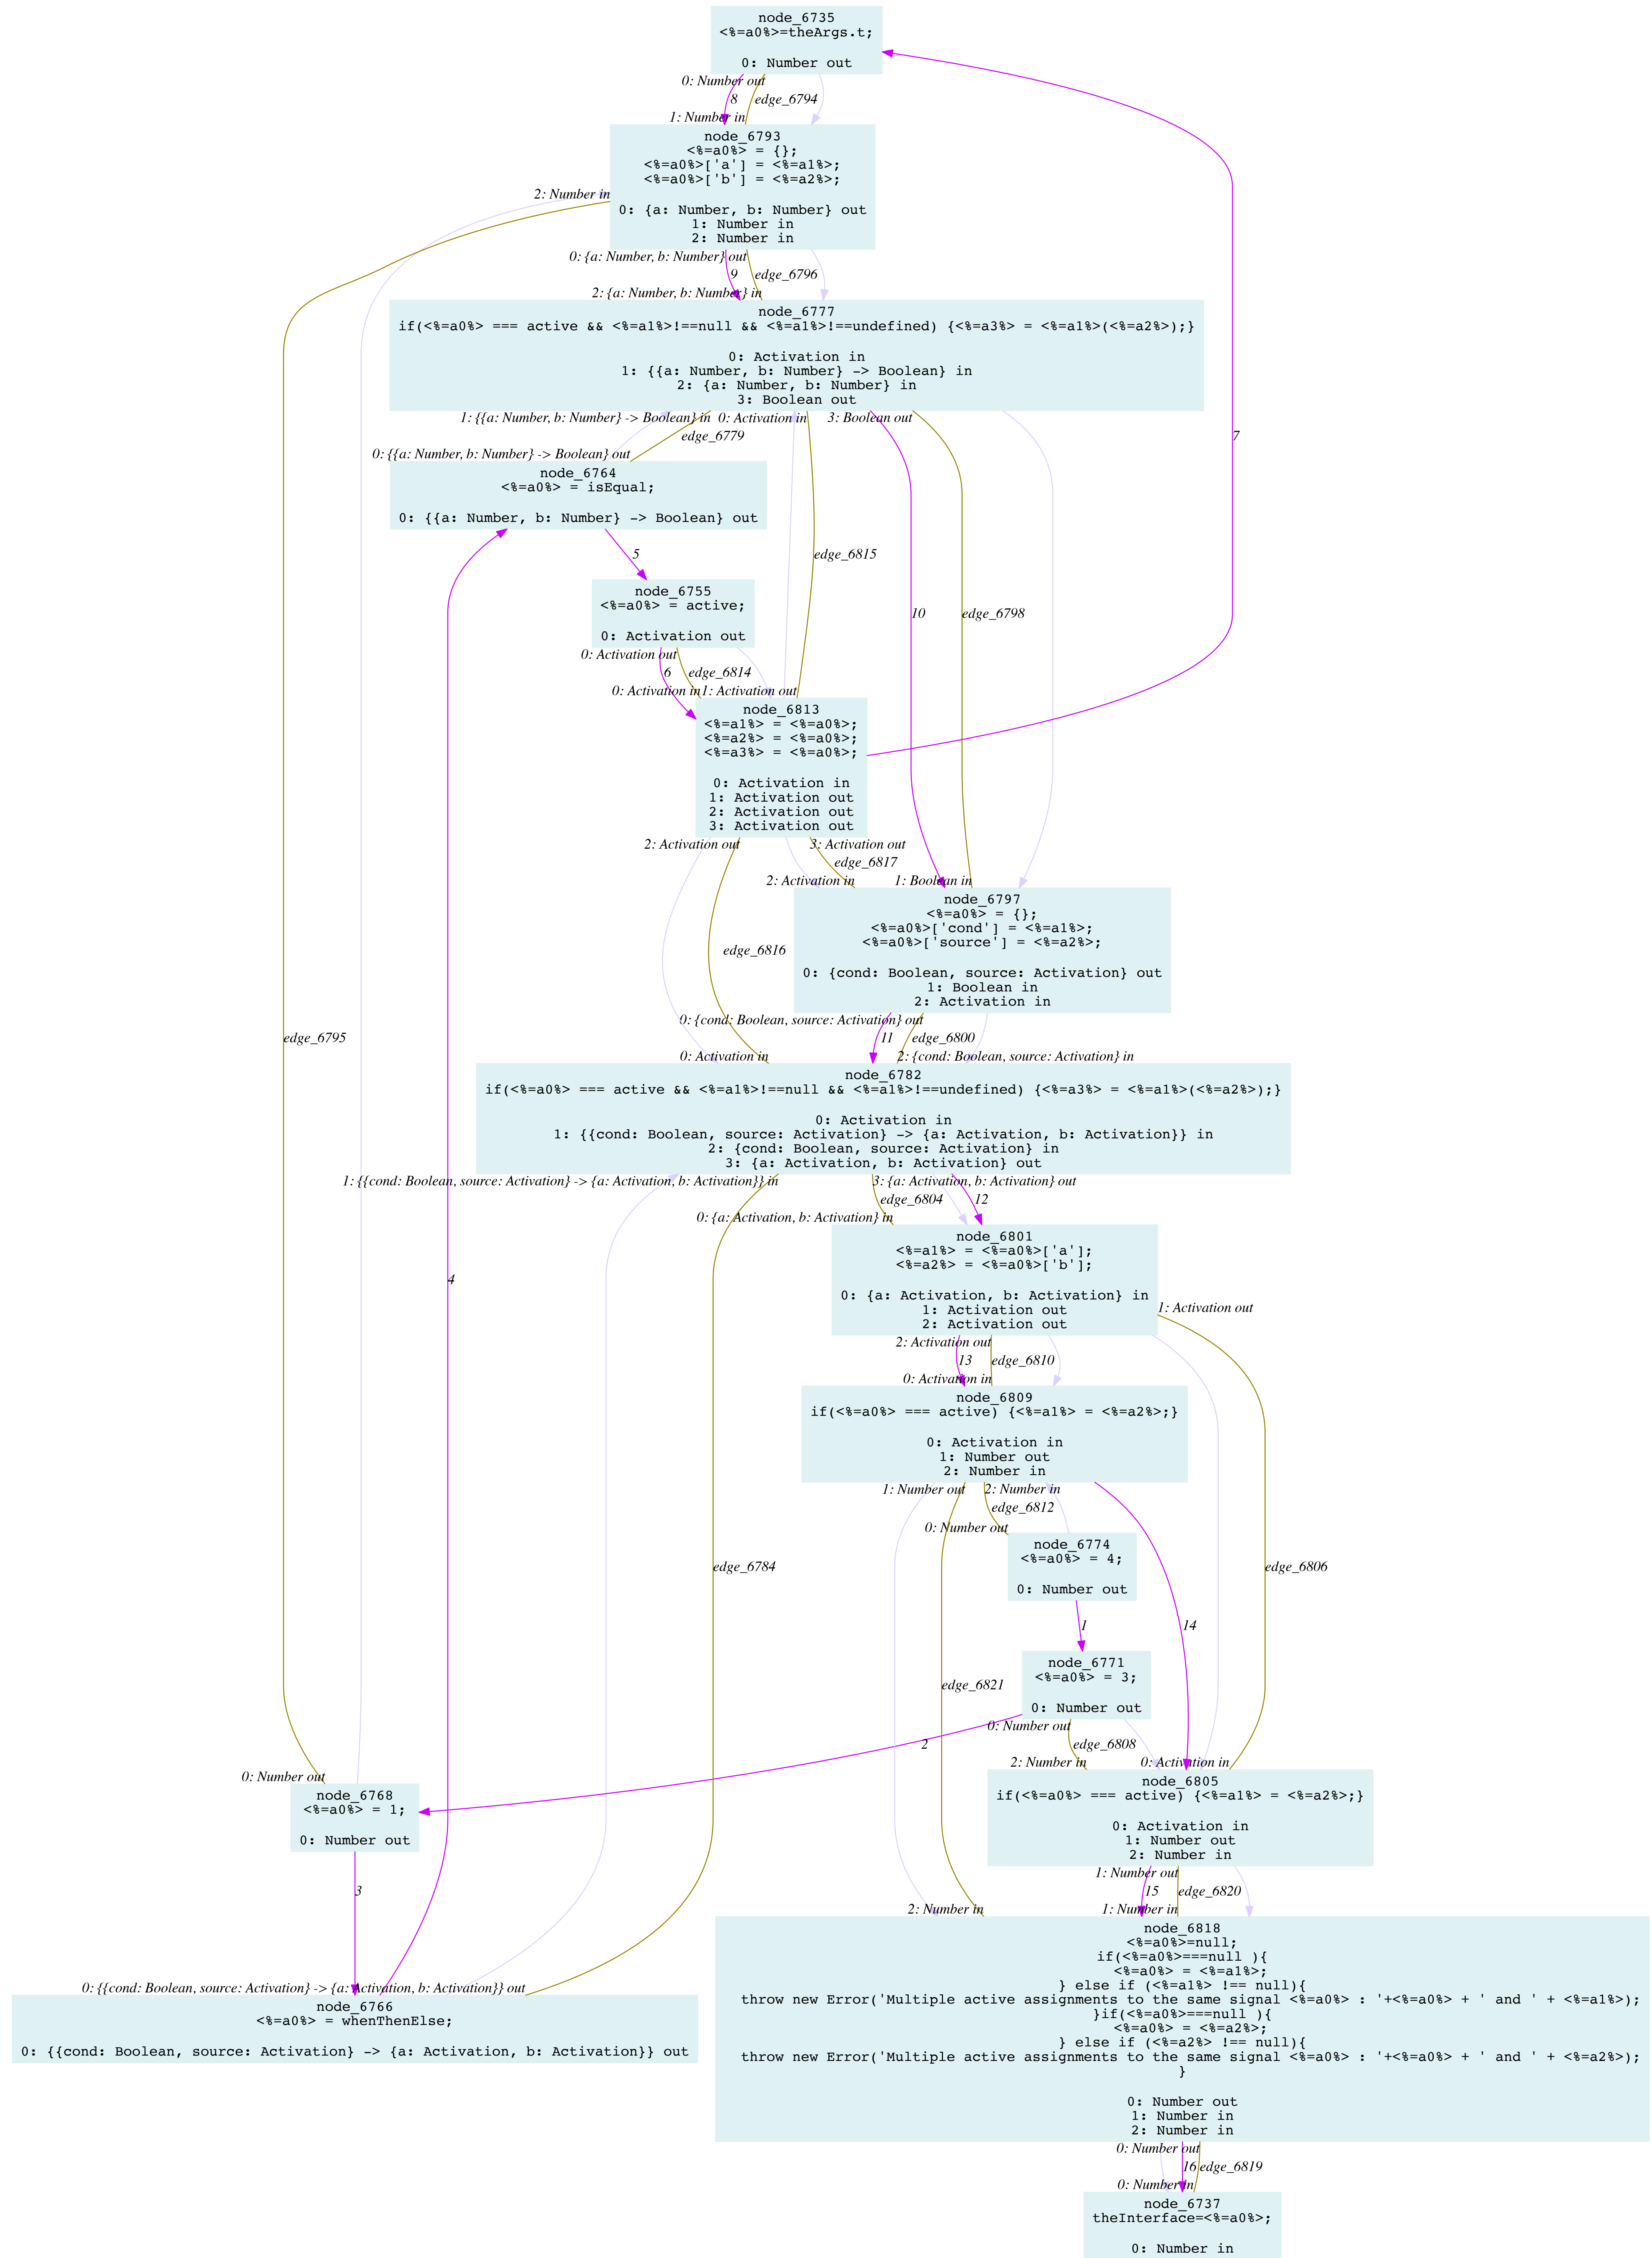 node_6735
<%=a0%>=theArgs.t;
0: Number out
0: Number out
8
edge_6794
1: Number in
node_6793
<%=a0%> = {};
<%=a0%>['a'] = <%=a1%>;
<%=a0%>['b'] = <%=a2%>;
2: Number in
0: {a: Number, b: Number} out
1: Number in
2: Number in
0: {a: Number, b: Number} out
9
edge_6796
2: {a: Number, b: Number} in
node_6777
if(<%=a0%> === active && <%=a1%>!==null && <%=a1%>!==undefined) {<%=a3%> = <%=a1%>(<%=a2%>);}
0: Activation in
1: {{a: Number, b: Number} -> Boolean} in
2: {a: Number, b: Number} in
3: Boolean out
1: {{a: Number, b: Number} -> Boolean} in
0: Activation in
3: Boolean out
edge_6779
7
0: {{a: Number, b: Number} -> Boolean} out
node_6764
<%=a0%> = isEqual;
0: {{a: Number, b: Number} -> Boolean} out
5
edge_6815
node_6755
<%=a0%> = active;
0: Activation out
10
edge_6798
0: Activation out
6
edge_6814
0: Activation in
1: Activation out
node_6813
<%=a1%> = <%=a0%>;
<%=a2%> = <%=a0%>;
<%=a3%> = <%=a0%>;
0: Activation in
1: Activation out
2: Activation out
3: Activation out
2: Activation out
3: Activation out
edge_6817
2: Activation in
1: Boolean in
node_6797
<%=a0%> = {};
<%=a0%>['cond'] = <%=a1%>;
<%=a0%>['source'] = <%=a2%>;
edge_6816
0: {cond: Boolean, source: Activation} out
1: Boolean in
2: Activation in
0: {cond: Boolean, source: Activation} out
edge_6795
11
edge_6800
0: Activation in
2: {cond: Boolean, source: Activation} in
node_6782
if(<%=a0%> === active && <%=a1%>!==null && <%=a1%>!==undefined) {<%=a3%> = <%=a1%>(<%=a2%>);}
0: Activation in
1: {{cond: Boolean, source: Activation} -> {a: Activation, b: Activation}} in
2: {cond: Boolean, source: Activation} in
3: {a: Activation, b: Activation} out
1: {{cond: Boolean, source: Activation} -> {a: Activation, b: Activation}} in
3: {a: Activation, b: Activation} out
edge_6804
12
0: {a: Activation, b: Activation} in
node_6801
<%=a1%> = <%=a0%>['a'];
<%=a2%> = <%=a0%>['b'];
4
0: {a: Activation, b: Activation} in
1: Activation out
2: Activation out
1: Activation out
2: Activation out
13
edge_6810
0: Activation in
node_6809
if(<%=a0%> === active) {<%=a1%> = <%=a2%>;}
0: Activation in
1: Number out
2: Number in
1: Number out
2: Number in
edge_6812
0: Number out
node_6774
<%=a0%> = 4;
0: Number out
edge_6784
edge_6806
1
14
node_6771
<%=a0%> = 3;
0: Number out
edge_6821
0: Number out
2
edge_6808
2: Number in
0: Activation in
0: Number out
node_6768
<%=a0%> = 1;
0: Number out
node_6805
if(<%=a0%> === active) {<%=a1%> = <%=a2%>;}
0: Activation in
1: Number out
2: Number in
1: Number out
3
15
edge_6820
2: Number in
1: Number in
0: {{cond: Boolean, source: Activation} -> {a: Activation, b: Activation}} out
node_6766
<%=a0%> = whenThenElse;
0: {{cond: Boolean, source: Activation} -> {a: Activation, b: Activation}} out
node_6818
<%=a0%>=null;
if(<%=a0%>===null ){
<%=a0%> = <%=a1%>;
} else if (<%=a1%> !== null){
throw new Error('Multiple active assignments to the same signal <%=a0%> : '+<%=a0%> + ' and ' + <%=a1%>);
}if(<%=a0%>===null ){
<%=a0%> = <%=a2%>;
} else if (<%=a2%> !== null){
throw new Error('Multiple active assignments to the same signal <%=a0%> : '+<%=a0%> + ' and ' + <%=a2%>);
}
0: Number out
1: Number in
2: Number in
0: Number out
16
edge_6819
0: Number in
node_6737
theInterface=<%=a0%>;
0: Number in